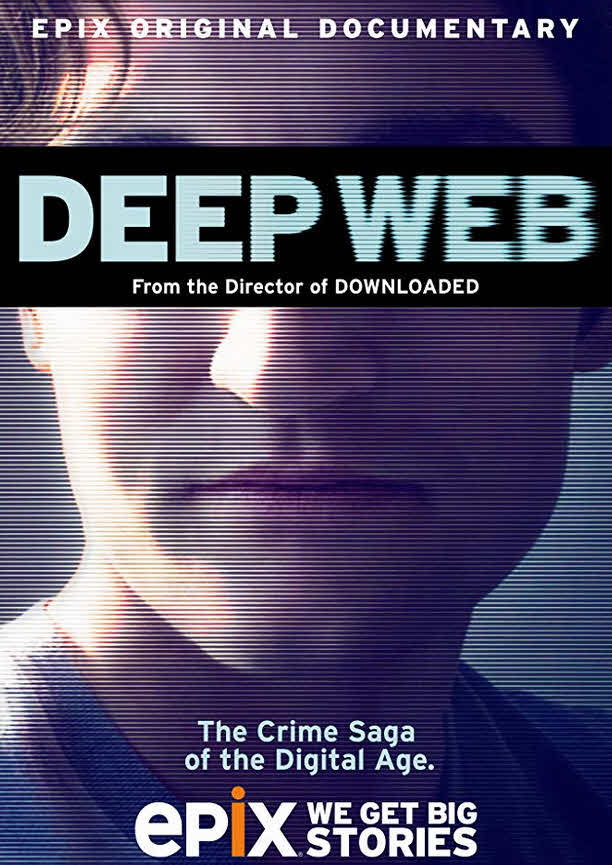 EPIX ORIGINAL DOCUMENTARY
DEEP WEB
From the Director of DOWNLOADED
The Crime Saga
of the Digital Age.
epix WE GET BIG
STORIES